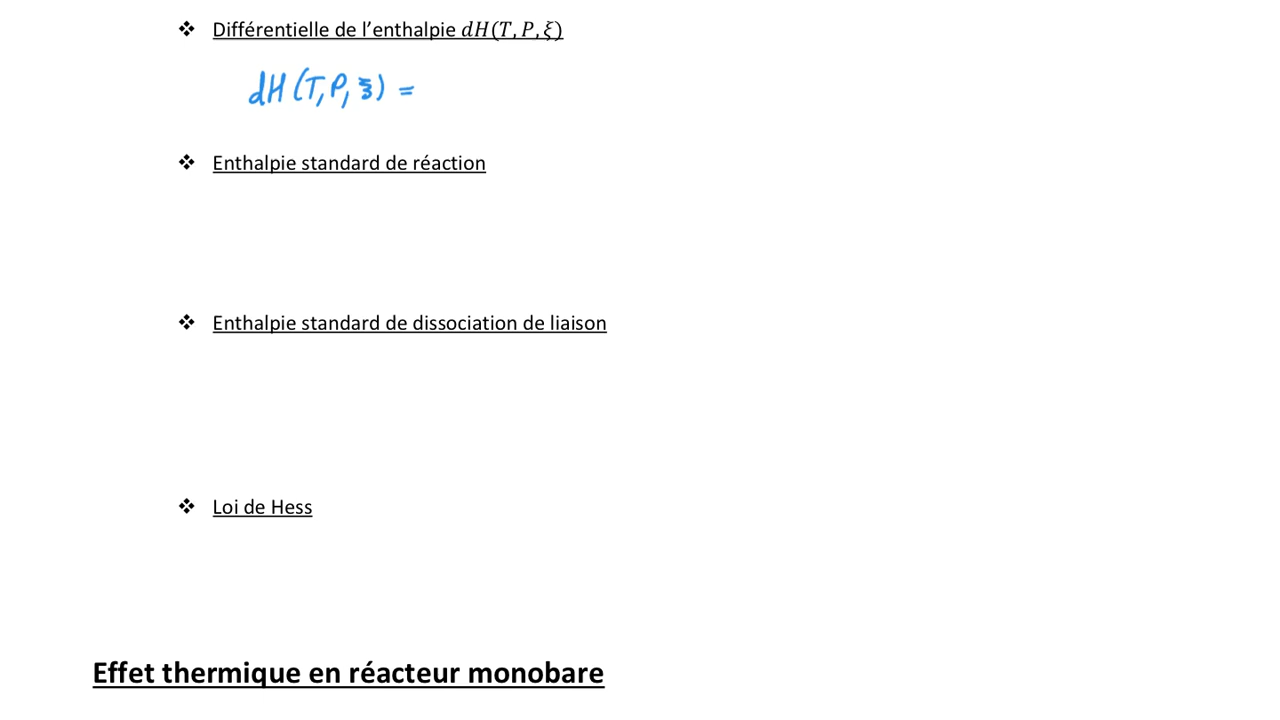 ❖ Différentielle de l’enthalpie 𝑑𝐻(𝑇, 𝑃, 𝜉)
dH (T, P, ξ) =
❖ Enthalpie standard de réaction
❖ Enthalpie standard de dissociation de liaison
❖ Loi de Hess
Effet thermique en réacteur monobare